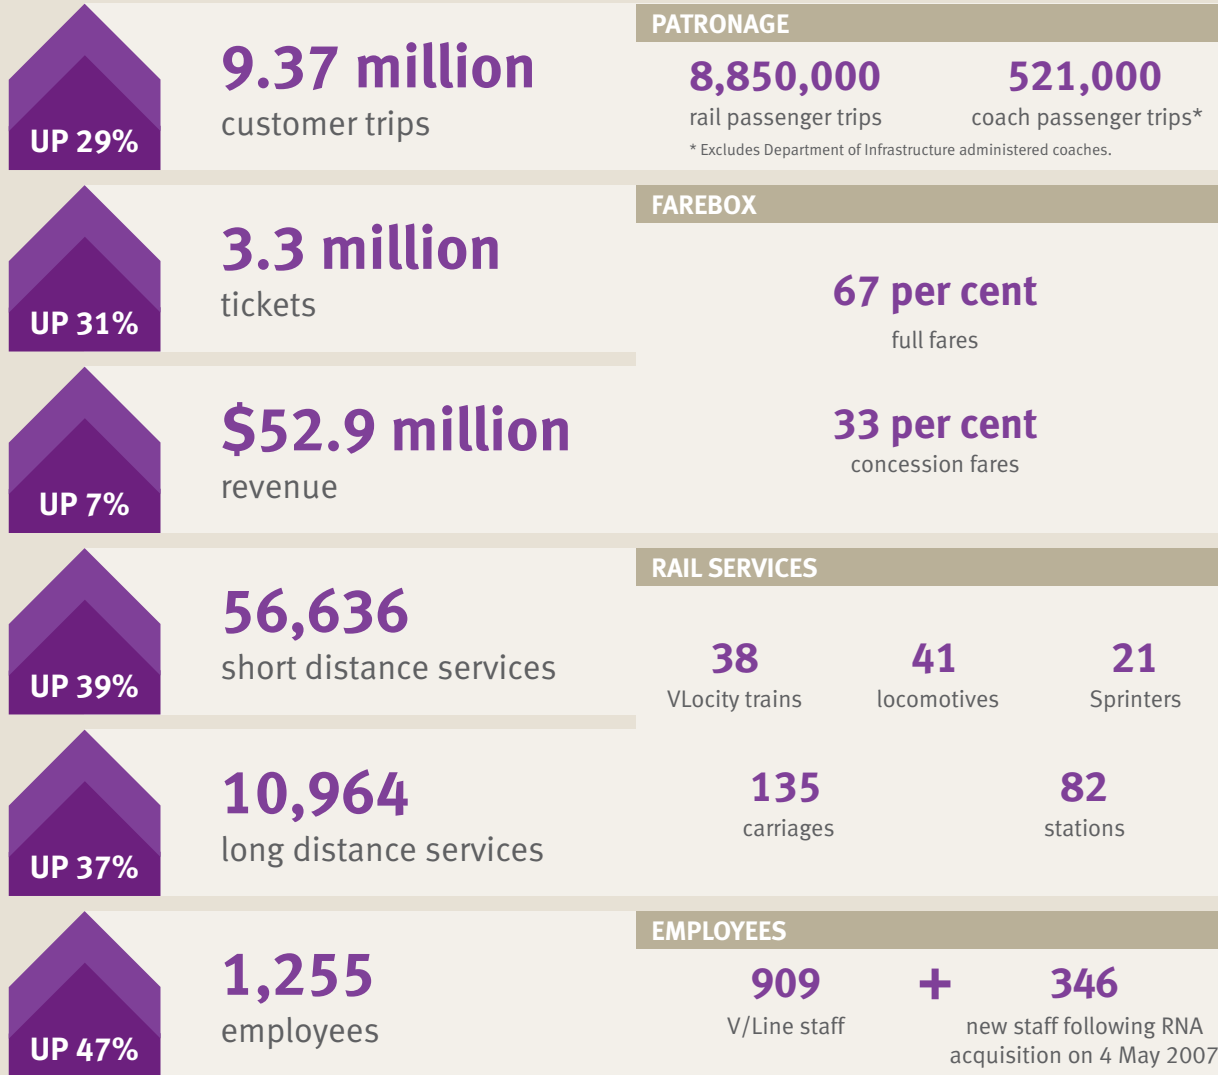 UP 29%
9.37 million
customer trips
PATRONAGE
8,850,000
rail passenger trips
521,000
coach passenger trips*
* Excludes Department of Infrastructure administered coaches.
UP 31%
3.3 million
tickets
UP 7%
$52.9 million
revenue
FAREBOX
67 per cent
full fares
33 per cent
concession fares
UP 39%
56,636
short distance services
UP 37%
10,964
long distance services
RAIL SERVICES
38
VLocity trains
41
locomotives
21
Sprinters
135
carriages
82
stations
UP 47%
1,255
employees
EMPLOYEES
909
V/Line staff
+
346
new staff following RNA
acquisition on 4 May 2007